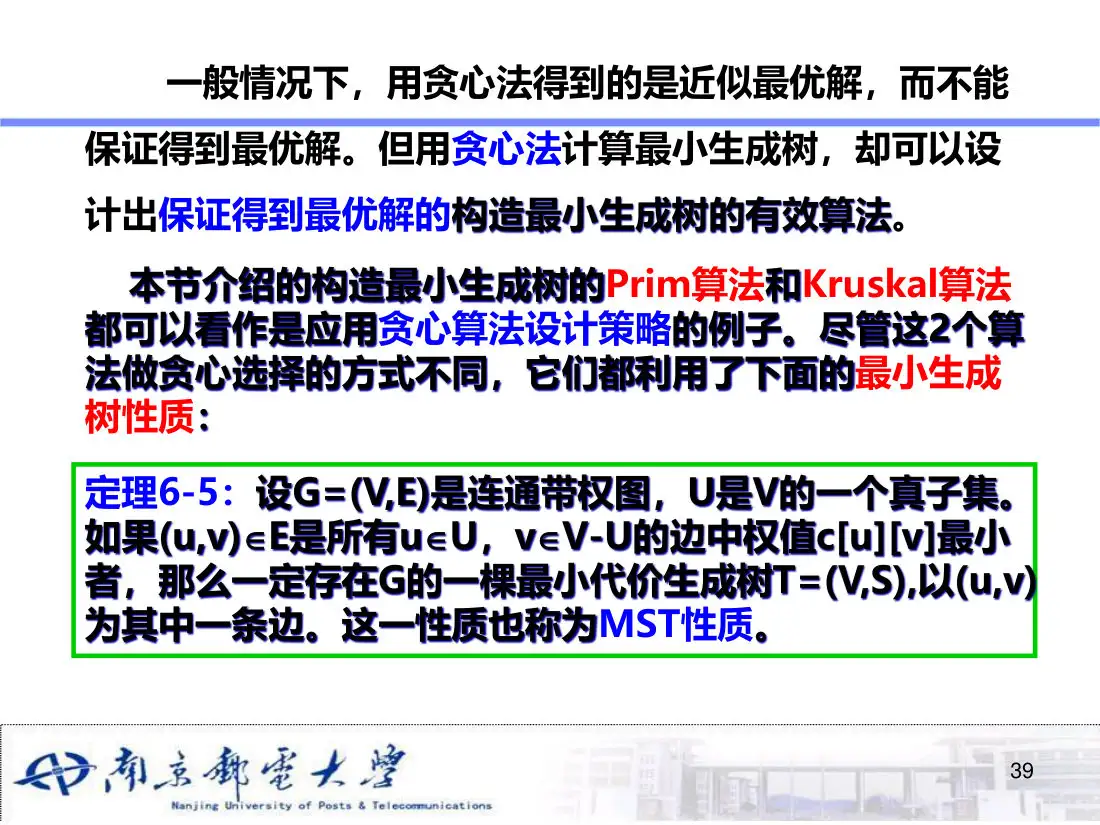 一般情况下，用贪心法得到的是近似最优解，而不能
保证得到最优解。但用贪心法计算最小生成树，却可以设
计出保证得到最优解的构造最小生成树的有效算法。
本节介绍的构造最小生成树的Prim算法和Kruskal算法
都可以看作是应用贪心算法设计策略的例子。尽管这2个算
法做贪心选择的方式不同，它们都利用了下面的最小生成
树性质：
定理6-5：设G=(V,E)是连通带权图，U是V的一个真子集。
如果(u,v)∈E是所有u∈U，v∈V-U的边中权值c[u][v]最小
者，那么一定存在G的一棵最小代价生成树T=(V,S),以(u,v)
为其中一条边。这一性质也称为MST性质。
南京郵電大學
Nanjing University of Posts & Telecommunications
39